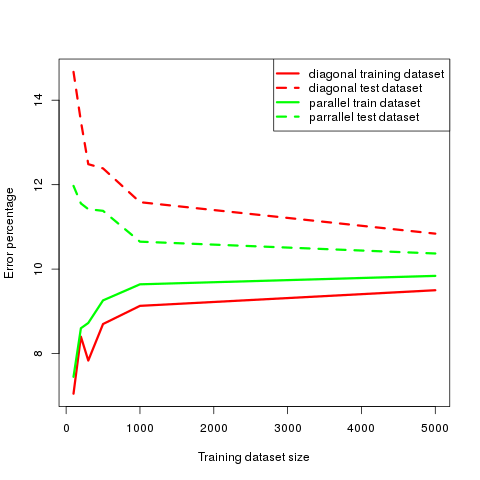 diagonal training dataset
diagonal test dataset
parallel train dataset
parrallel test dataset
14
12
10
8
Error percentage
0 1000 2000 3000 4000 5000
Training dataset size